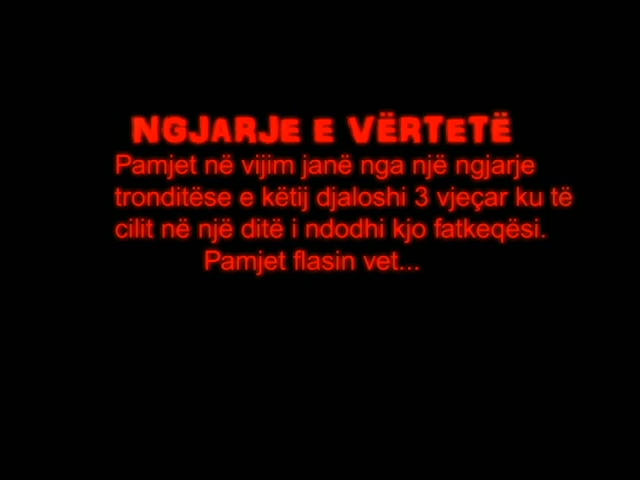 NGJARJE E VËRTETË
Pamjet në vijim janë nga një ngjarje
tronditëse e këtij djaloshi 3 vjeçar ku të
cilit në një ditë i ndodhi kjo fatkeqësi.
Pamjet flasin vet...